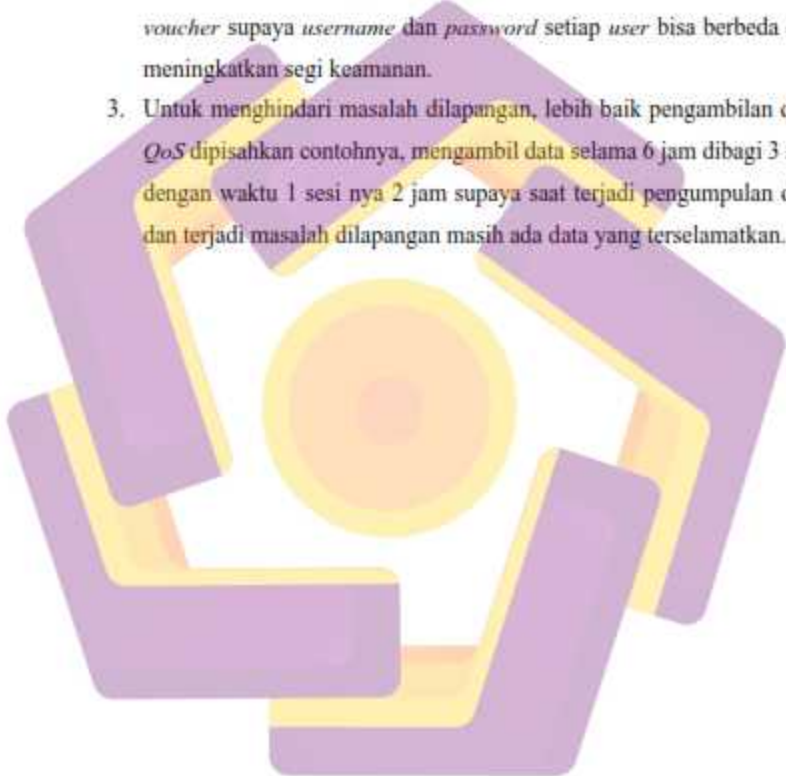 voucher supaya username dan password setiap user bisa berbeda
meningkatkan segi keamanan.
3. Untuk menghindari masalah dilapangan, lebih baik pengambilan
QoS dipisahkan contohnya, mengambil data selama 6 jam dibagi 3
dengan waktu 1 sesi nya 2 jam supaya saat terjadi pengumpulan
dan terjadi masalah dilapangan masih ada data yang terselamatkan.